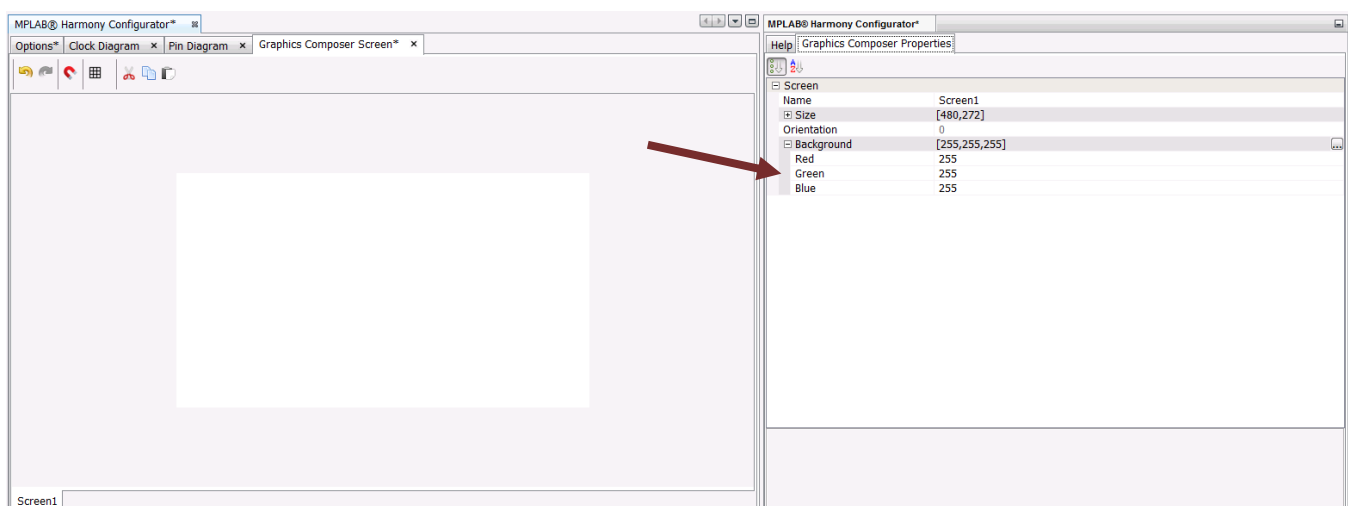 MPLAB® Harmony Configurator*
Options* Clock Diagram Pin Diagram Graphics Composer Screen*
Screen1
MPLAB® Harmony Configurator*
Help Graphics Composer Properties
Screen
Name Screen1
Size [480,272]
Orientation 0
Background [255,255,255] ...
Red 255
Green 255
Blue 255